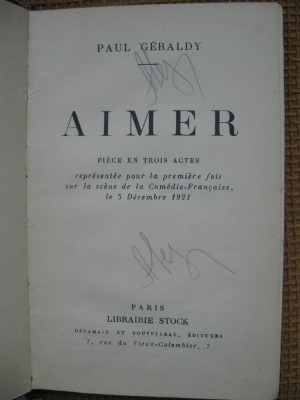 PAUL GÉRALDY
AIMER
PIÈCE EN TROIS ACTES
représentée pour la première fois
sur la scène de la Comédie-Française,
le 5 Décembre 1921
PARIS
LIBRAIRIE STOCK
DELAMAIN ET BOUTELLEAU, ÉDITEURS
7, rue du Vieux-Colombier, 7